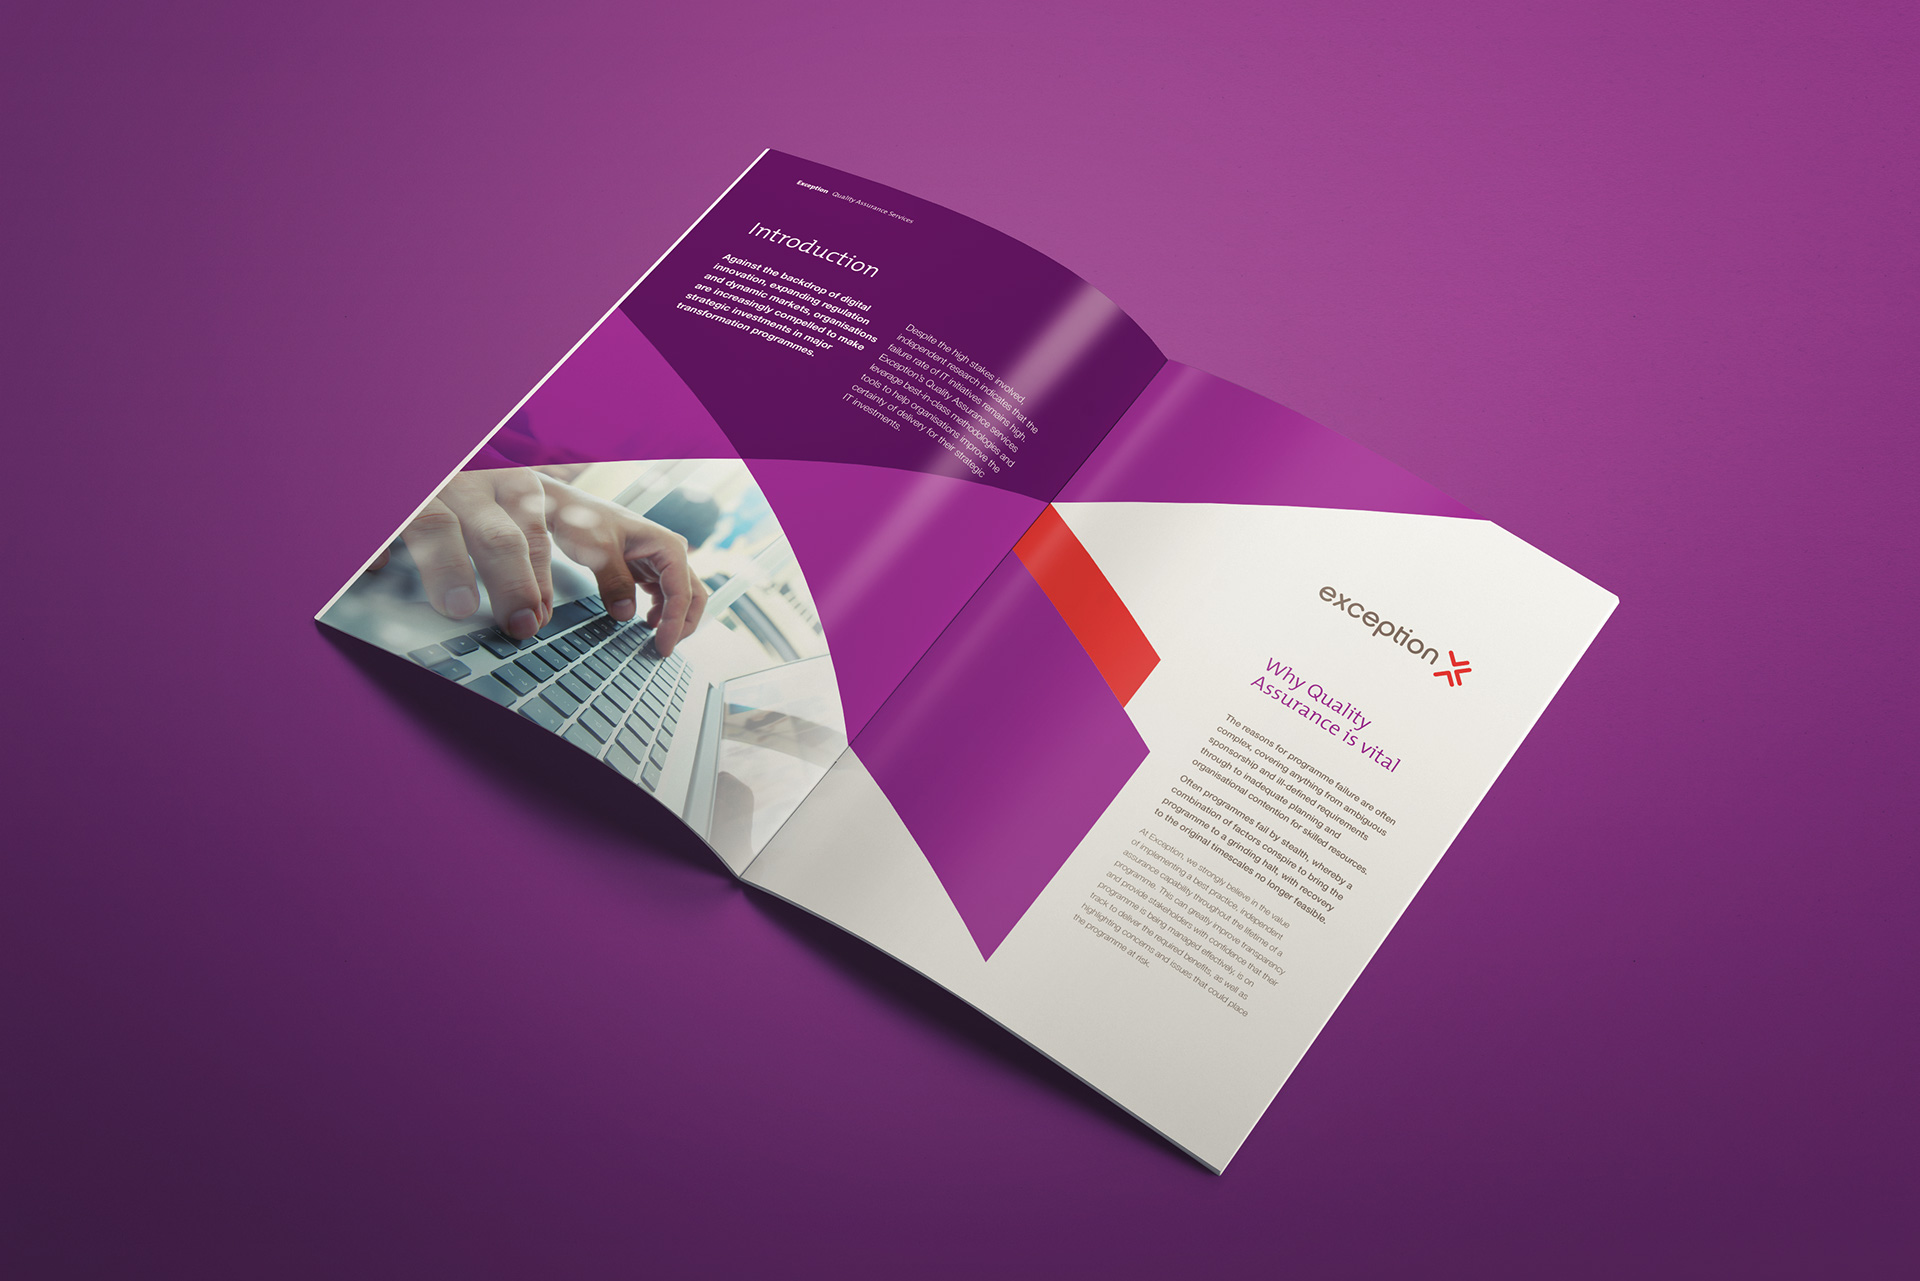 Exception Quality Assurance Services
Introduction
Against the backdrop of digital
innovation, expanding regulation
and dynamic markets, organisations
are increasingly compelled to make
strategic investments in major
transformation programmes.
Despite the high stakes involved,
independent research indicates that the
failure rate of IT initiatives remains high.
Exception's Quality Assurance services
leverage best-in-class methodologies and
tools to help organisations improve the
certainty of delivery for their strategic
IT investments.
exception
Why Quality
Assurance is vital
The reasons for programme failure are often
complex, covering anything from ambiguous
sponsorship and ill-defined requirements
through to inadequate planning and
organisational contention for skilled resources.
Often programmes fail by stealth, whereby a
combination of factors conspire to bring the
programme to a grinding halt, with recovery
to the original timescales no longer feasible.
At Exception, we strongly believe in the value
of implementing a best practice, independent
assurance capability throughout the lifetime of a
programme. This can greatly improve transparency
and provide stakeholders with confidence that their
programme is being managed effectively, is on
track to deliver the required benefits, as well as
highlighting concerns and issues that could place
the programme at risk.